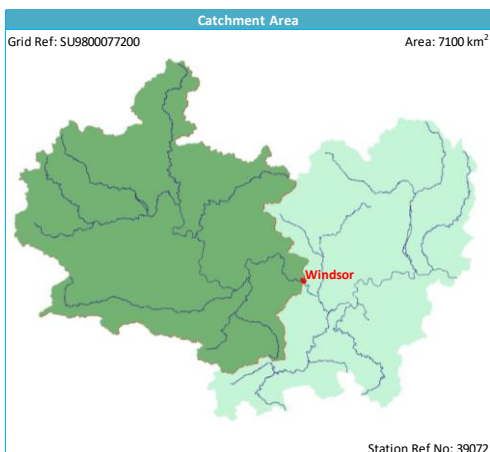 Catchment Area
Grid Ref: SU9800077200 Area: 7100 km²
Windsor
Station Ref No: 39072